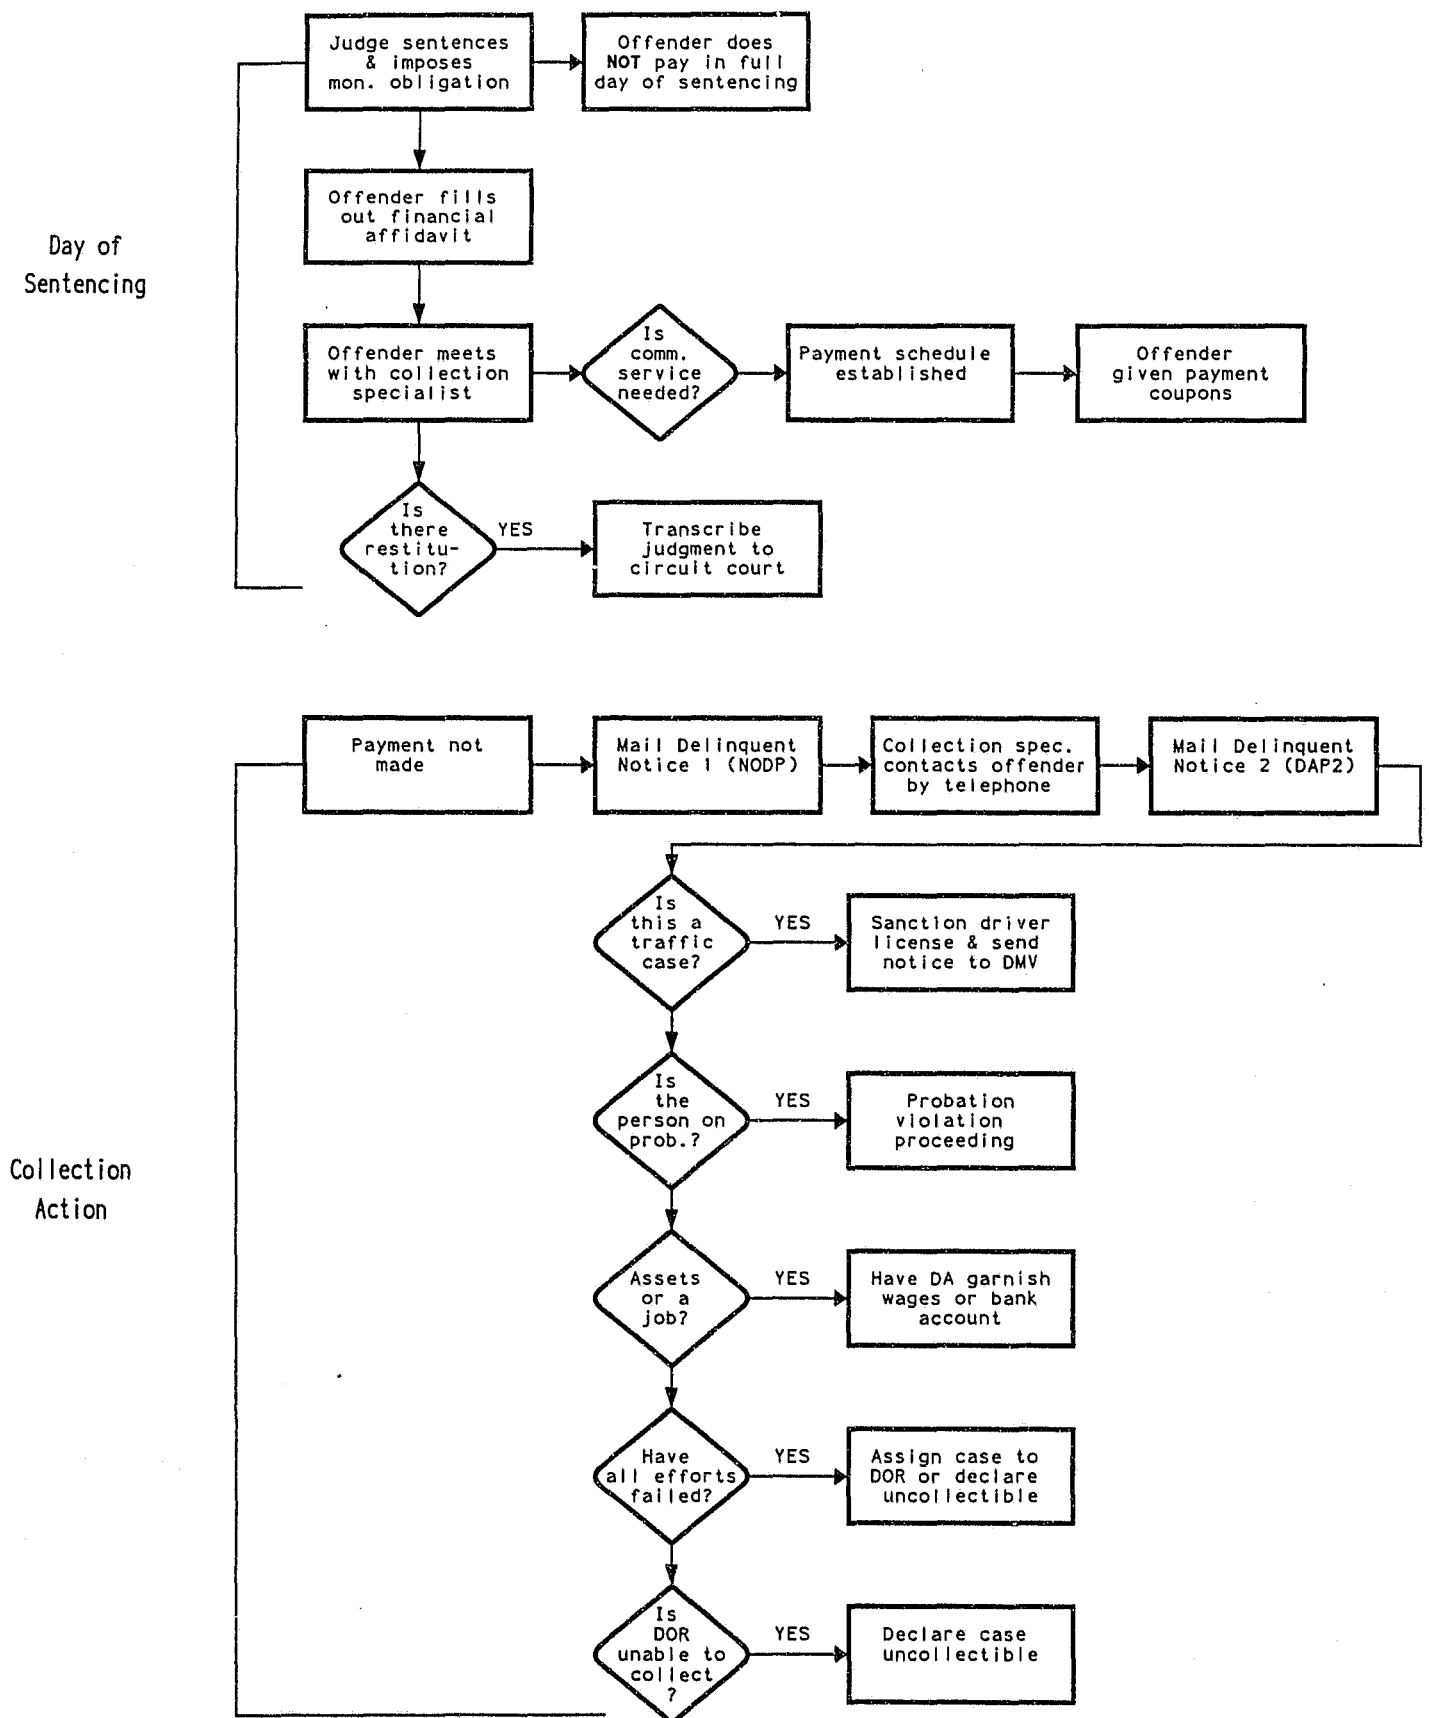 Judge sentences
& imposes
mon. obligation
Offender does
NOT pay in full
day of sentencing
Offender fills
out financial
affidavit
Day of
Sentencing
Offender meets
with collection
specialist
Is
comm.
service
needed?
Payment schedule
established
Offender
given payment
coupons
Is
there
restitu-
tion?
YES
Transcribe
judgment to
circuit court
Payment not
made
Mail Delinquent
Notice 1 (NODP)
Collection spec.
contacts offender
by telephone
Mail Delinquent
Notice 2 (DAP2)
Is
this a
traffic
case?
YES
Sanction driver
license & send
notice to DMV
Is
the
person on
prob.?
YES
Probation
violation
proceeding
Collection
Action
Assets
or a
job?
YES
Have DA garnish
wages or bank
account
Have
all efforts
failed?
YES
Assign case to
DOR or declare
uncollectible
Is
DOR
unable to
collect
?
YES
Declare case
uncollectible